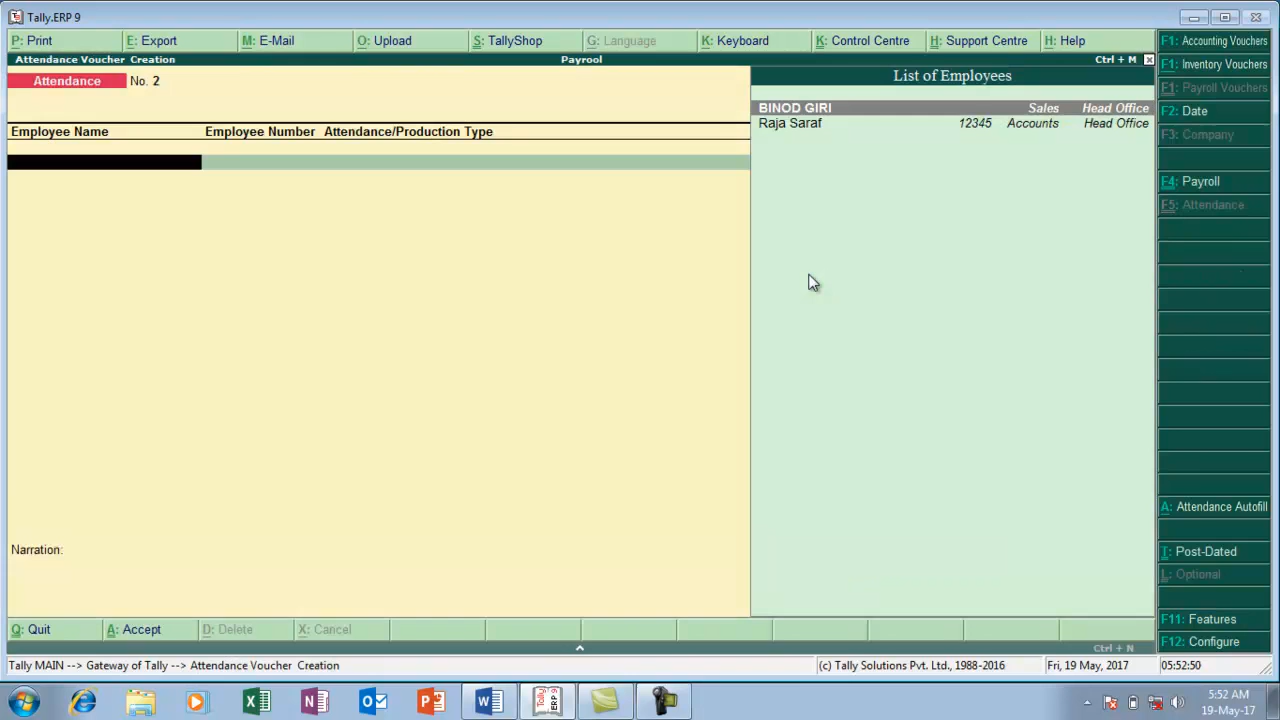 Tally.ERP 9
P: Print E: Export M: E-Mail O: Upload S: TallyShop G: Language K: Keyboard K: Control Centre H: Support Centre H: Help
F1: Accounting Vouchers
Attendance Voucher Creation Payrool Ctrl + M
F1: Inventory Vouchers
Attendance No. 2
List of Employees
F1: Payroll Vouchers
BINOD GIRI Sales Head Office
F2: Date
Employee Name Employee Number Attendance/Production Type
Raja Saraf 12345 Accounts Head Office
F3: Company
F4: Payroll
F5: Attendance
A: Attendance Autofill
Narration:
T: Post-Dated
L: Optional
F11: Features
Q: Quit A: Accept D: Delete X: Cancel
F12: Configure
Ctrl + N
Tally MAIN --> Gateway of Tally --> Attendance Voucher Creation (c) Tally Solutions Pvt. Ltd., 1988-2016 Fri, 19 May, 2017 05:52:50
5:52 AM
19-May-17